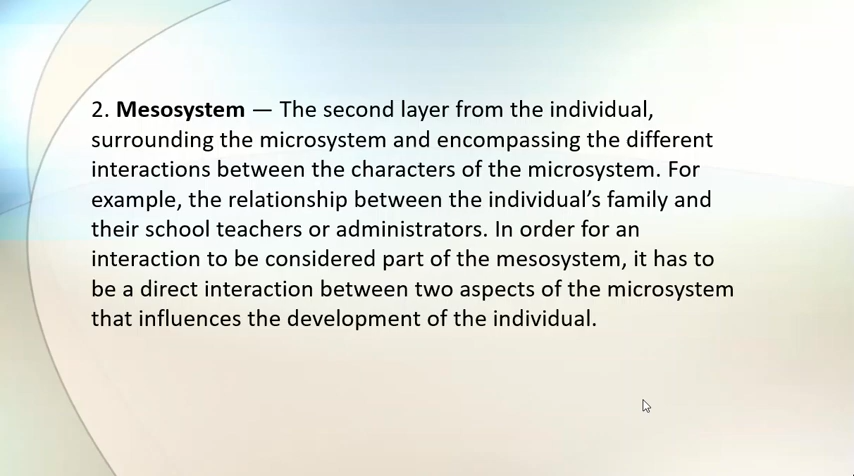 2. Mesosystem — The second layer from the individual,
surrounding the microsystem and encompassing the different
interactions between the characters of the microsystem. For
example, the relationship between the individual’s family and
their school teachers or administrators. In order for an
interaction to be considered part of the mesosystem, it has to
be a direct interaction between two aspects of the microsystem
that influences the development of the individual.